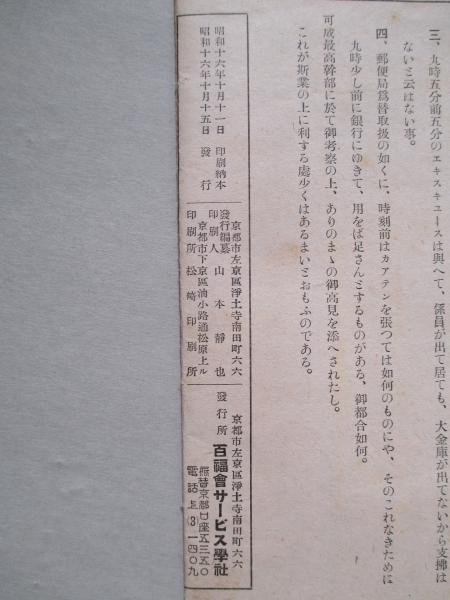 三、九時五分前五分のエキスキユースは與へて、係員が出て居ても、大金庫が出てないから支拂は
ないと云はない事。
四、郵便局爲替取扱の如くに、時刻前はカアテンを張つては如何のものにや、そのこれなきために
九時少し前に銀行にゆきて、用をば足さんとするものがある、御都合如何。
可成最高幹部に於て御考察の上、ありのまゝの御高見を添へされたし。
これが斯業の上に利する處少くはあるまいとおもふのである。
昭和十六年十月十一日 印刷納本
昭和十六年十月十五日 發行
京都市左京區淨土寺南田町六六
發行編輯
印刷人 山本靜也
京都市下京區油小路通松原上ル
印刷所 松崎印刷所
京都市左京區淨土寺南田町六六
發行所 百福會サービス學社
振替京都口座五三五〇
電話上(3)一四〇九